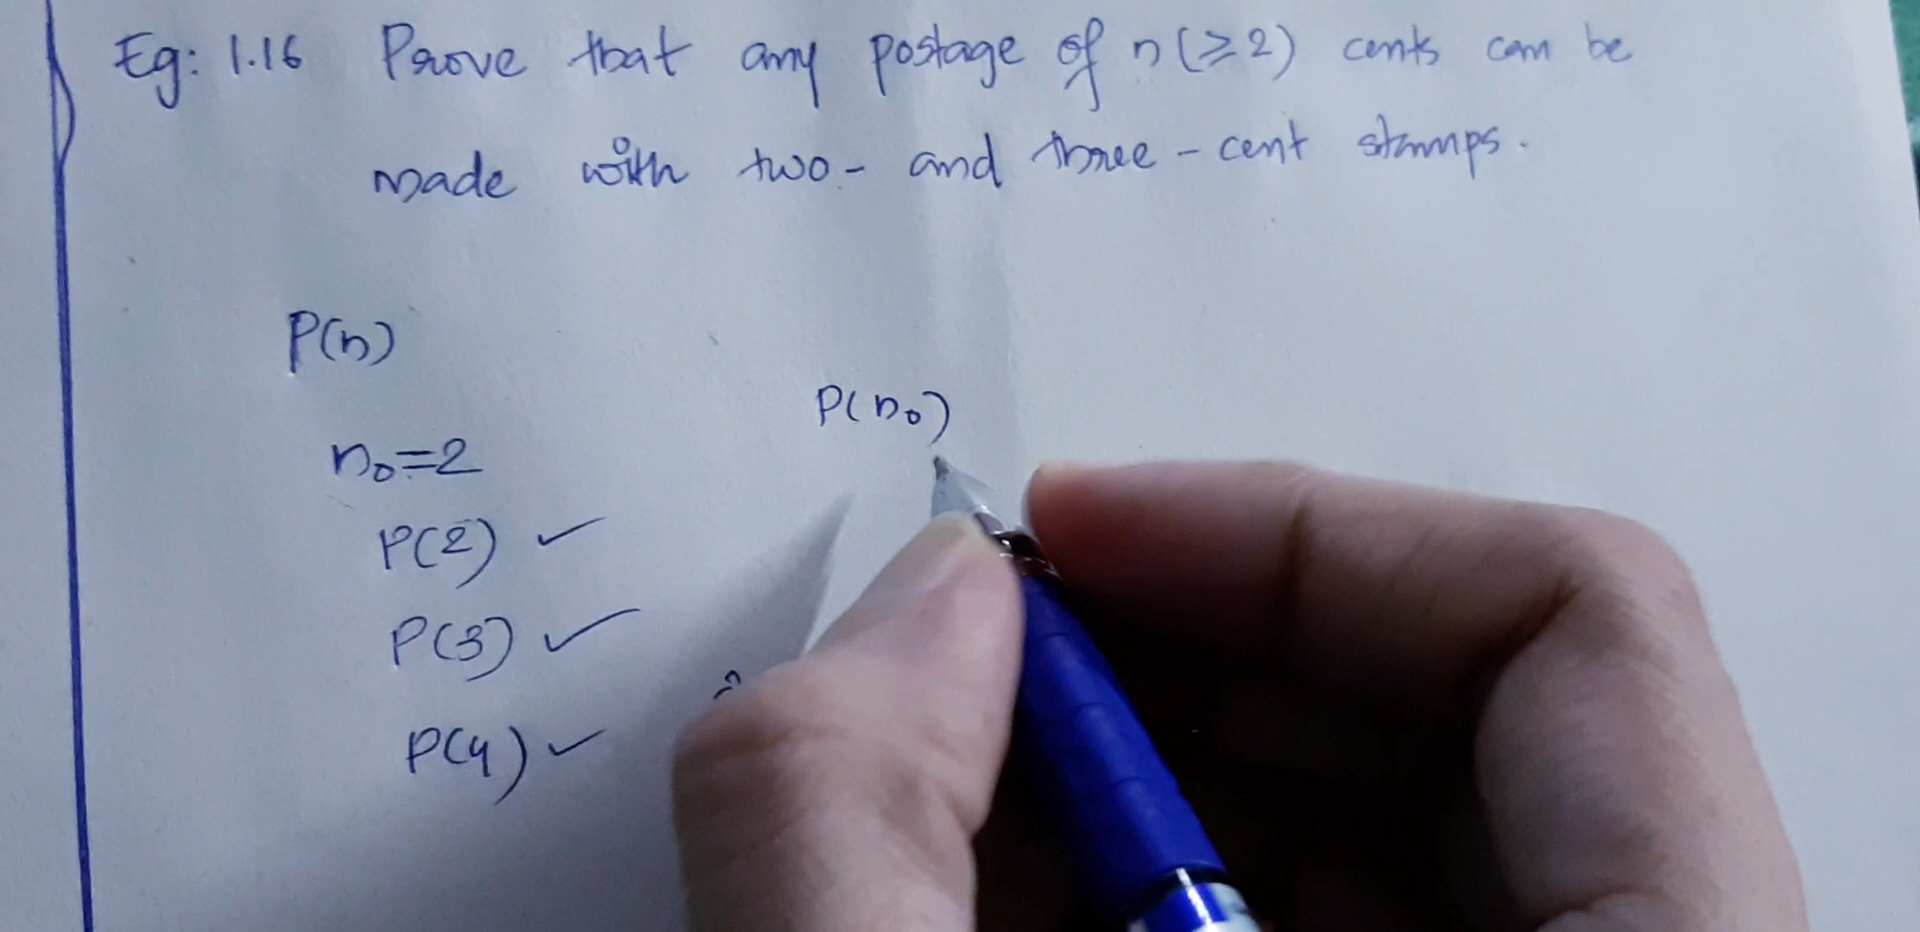 Eg: 1.16 Prove that any postage of n (≥2) cents can be
made with two- and three-cent stamps.
P(n)
P(n₀)
n₀=2
P(2) ✓
P(3) ✓
P(4) ✓